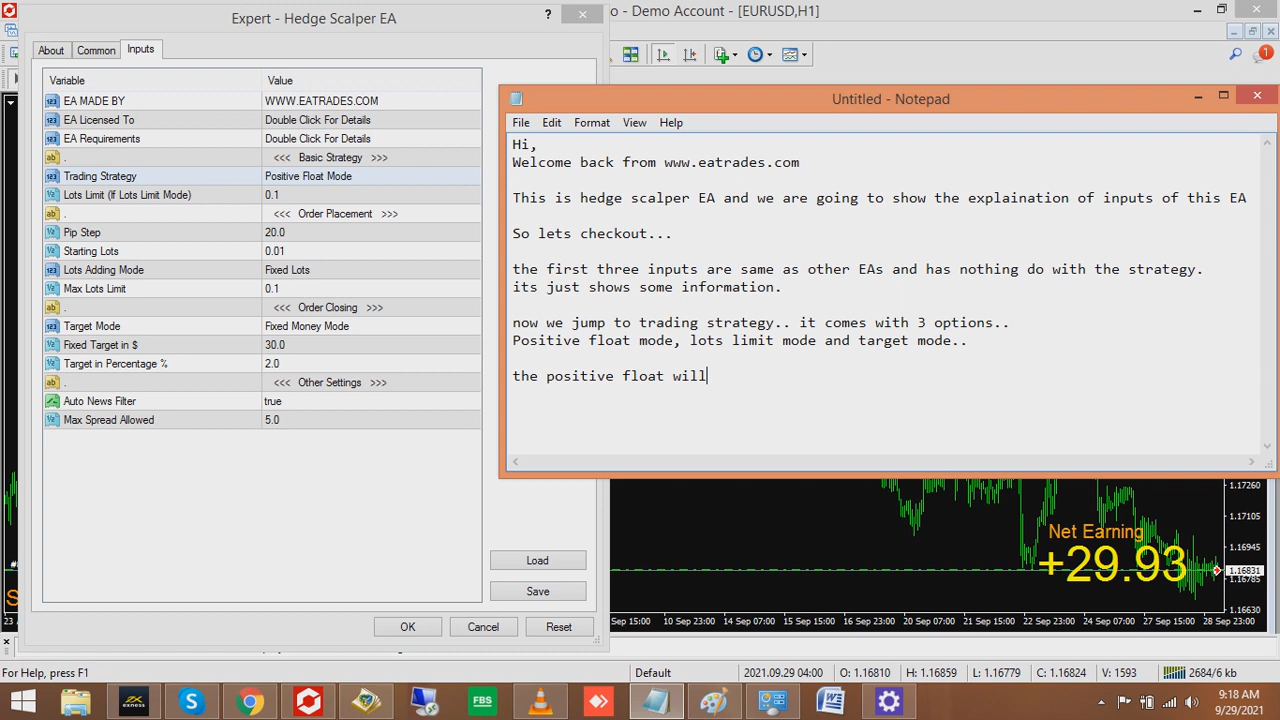 Expert - Hedge Scalper EA
?
o - Demo Account - [EURUSD,H1]
About
Common
Inputs
1
Variable Value
EA MADE BY WWW.EATRADES.COM
EA Licensed To Double Click For Details
EA Requirements Double Click For Details
. <<< Basic Strategy >>>
Trading Strategy Positive Float Mode
Lots Limit (If Lots Limit Mode) 0.1
. <<< Order Placement >>>
Pip Step 20.0
Starting Lots 0.01
Lots Adding Mode Fixed Lots
Max Lots Limit 0.1
. <<< Order Closing >>>
Target Mode Fixed Money Mode
Fixed Target in $ 30.0
Target in Percentage % 2.0
. <<< Other Settings >>>
Auto News Filter true
Max Spread Allowed 5.0
Load
Save
OK
Cancel
Reset
Untitled - Notepad
File Edit Format View Help
Hi,
Welcome back from www.eatrades.com
This is hedge scalper EA and we are going to show the explaination of inputs of this EA
So lets checkout...
the first three inputs are same as other EAs and has nothing do with the strategy.
its just shows some information.
now we jump to trading strategy.. it comes with 3 options..
Positive float mode, lots limit mode and target mode..
the positive float will
1.17260
1.17105
1.16945
1.16831
1.16785
1.16630
Net Earning
+29.93
#
S
23
Sep 15:00 10 Sep 23:00 14 Sep 07:00 15 Sep 15:00 16 Sep 23:00 20 Sep 07:00 21 Sep 15:00 22 Sep 23:00 24 Sep 07:00 27 Sep 15:00 28 Sep 23:00
For Help, press F1
Default
2021.09.29 04:00
O: 1.16810
H: 1.16859
L: 1.16779
C: 1.16824
V: 1593
2684/6 kb
exness
FBS
9:18 AM
9/29/2021